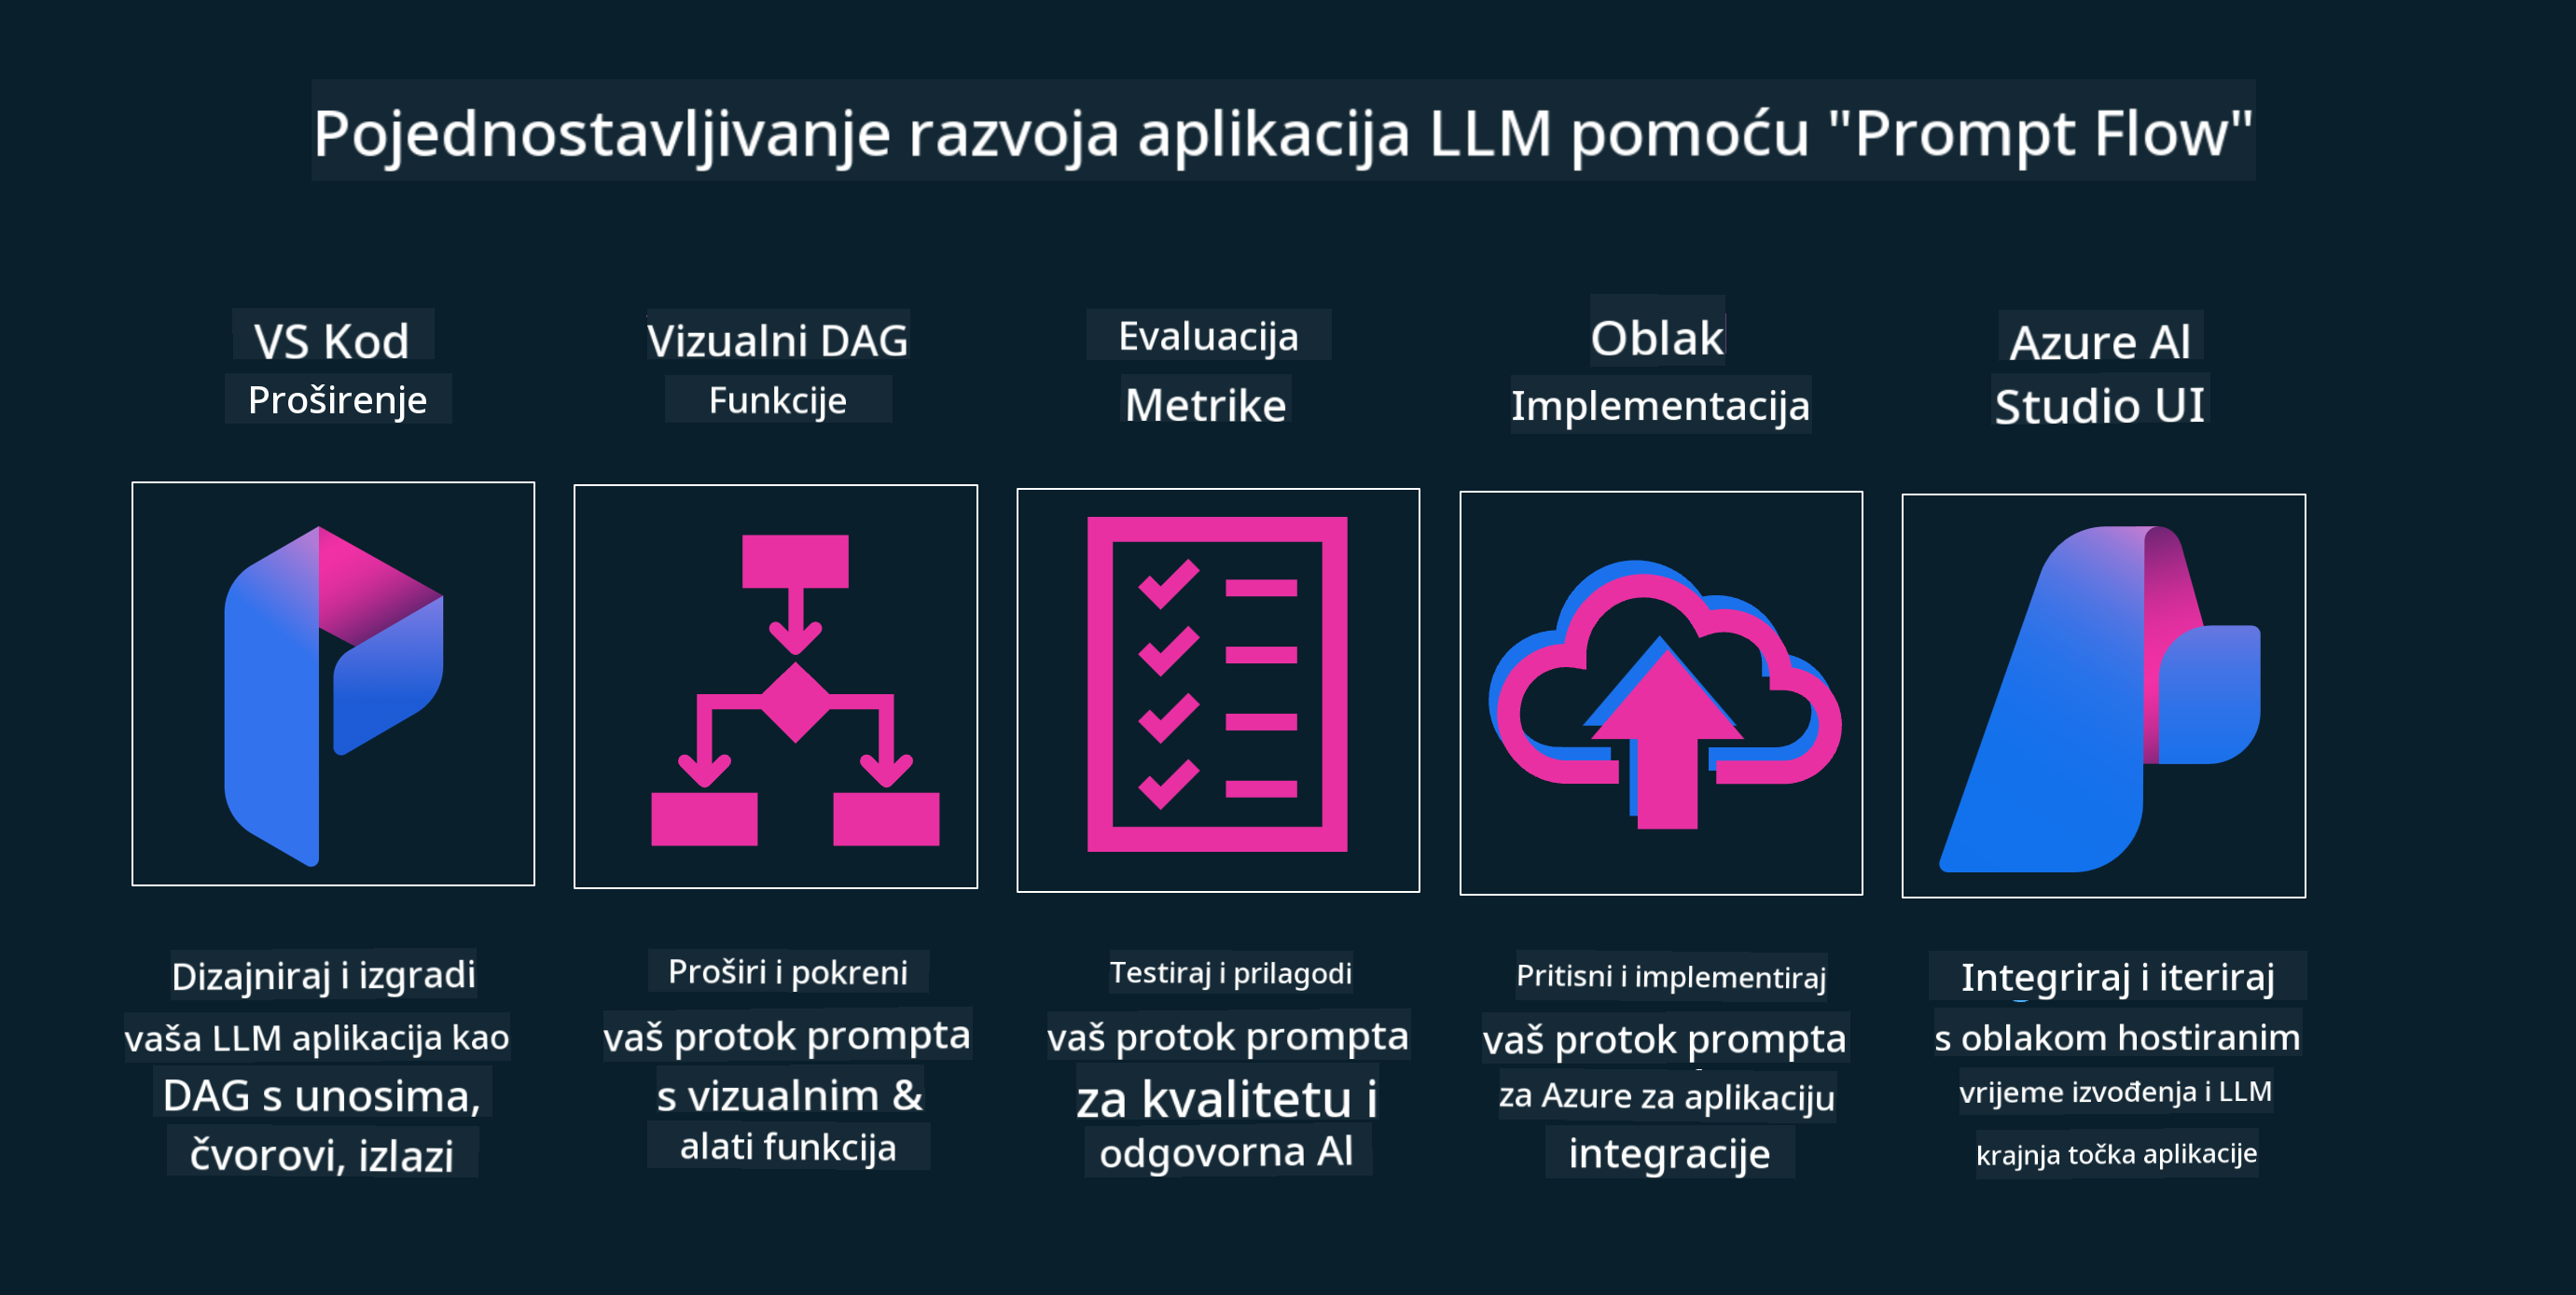 Pojednostavljivanje razvoja aplikacija LLM pomoću "Prompt Flow"
VS Kod
Proširenje
Vizualni DAG
Funkcije
Evaluacija
Metrike
Oblak
Implementacija
Azure Al
Studio UI
Dizajniraj i izgradi
vaša LLM aplikacija kao
DAG s unosima,
čvorovi, izlazi
Proširi i pokreni
vaš protok prompta
s vizualnim &
alati funkcija
Testiraj i prilagodi
vaš protok prompta
za kvalitetu i
odgovorna Al
Pritisni i implementiraj
vaš protok prompta
za Azure za aplikaciju
integracije
Integriraj i iteriraj
s oblakom hostiranim
vrijeme izvođenja i LLM
krajnja točka aplikacije